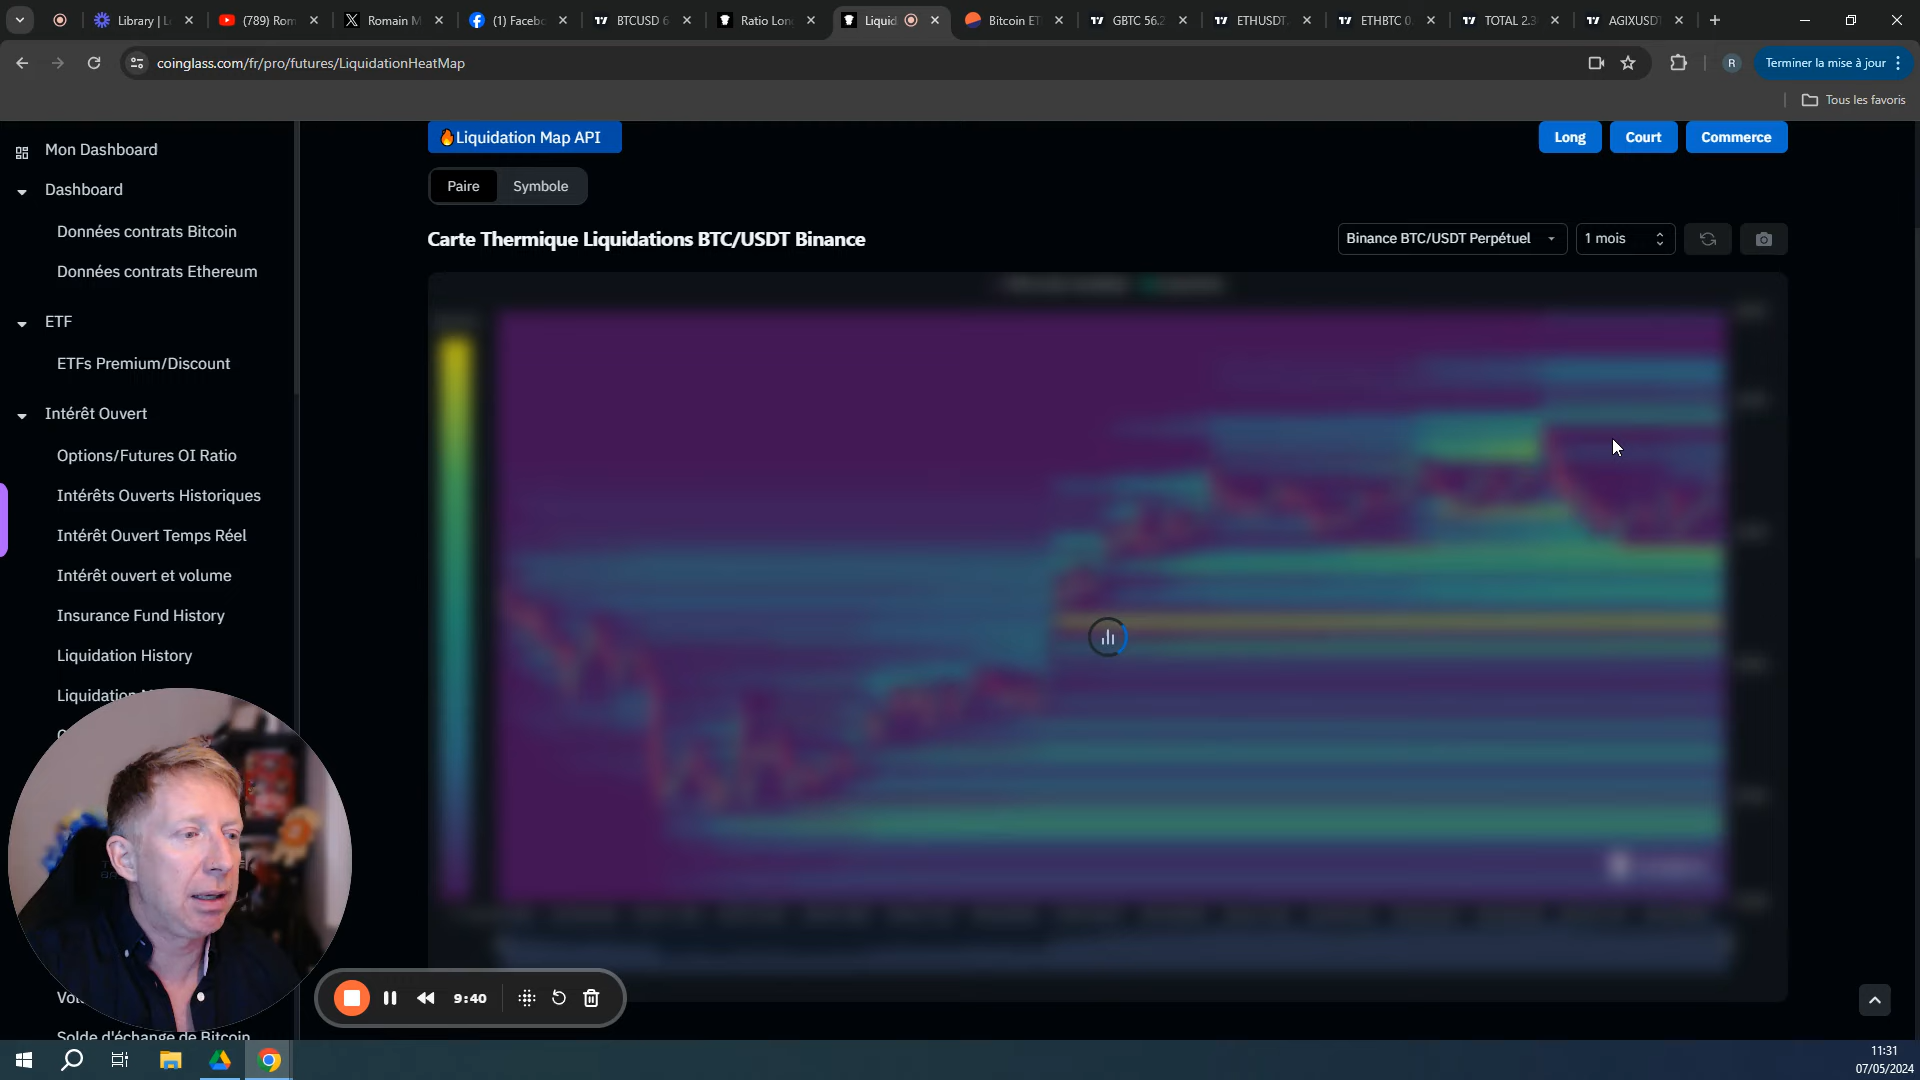 Library | L
(789) Rom
Romain M
(1) Facebo
BTCUSD 6
Ratio Lon
Liquid
Bitcoin ET
GBTC 56.2
ETHUSDT
ETHBTC 0
TOTAL 2.3
AGIXUSDT
coinglass.com/fr/pro/futures/LiquidationHeatMap
R
Terminer la mise à jour
Tous les favoris
Mon Dashboard
Dashboard
Données contrats Bitcoin
Données contrats Ethereum
ETF
ETFs Premium/Discount
Intérêt Ouvert
Options/Futures OI Ratio
Intérêts Ouverts Historiques
Intérêt Ouvert Temps Réel
Intérêt ouvert et volume
Insurance Fund History
Liquidation History
Liquidation
Solde d'échange de Bitcoin
🔥Liquidation Map API
Long
Court
Commerce
Paire
Symbole
Carte Thermique Liquidations BTC/USDT Binance
Binance BTC/USDT Perpétuel
1 mois
9:40
11:31
07/05/2024